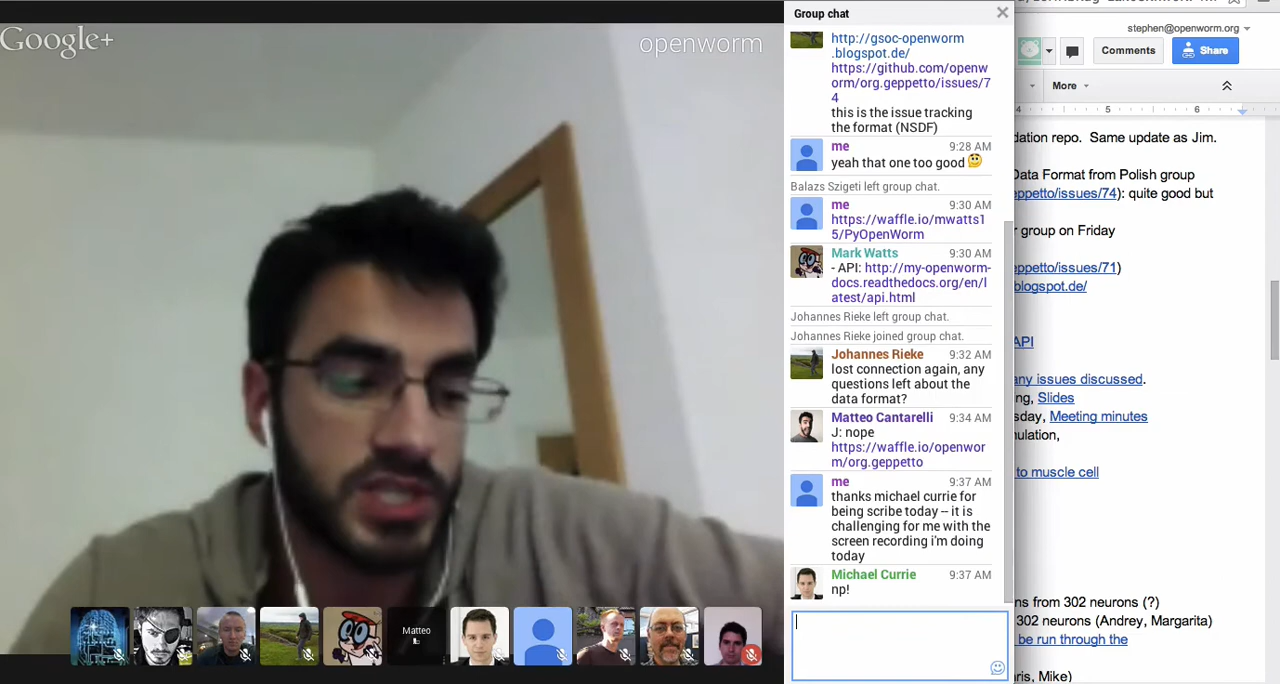 Google+
openworm
Group chat
http://gsoc-openworm
.blogspot.de/
https://github.com/openw
orm/org.geppetto/issues/7
4
this is the issue tracking
the format (NSDF)
me 9:28 AM
yeah that one too good
Balazs Szigeti left group chat.
me 9:30 AM
https://waffle.io/mwatts1
5/PyOpenWorm
Mark Watts 9:30 AM
- API: http://my-openworm-
docs.readthedocs.org/en/l
atest/api.html
Johannes Rieke left group chat.
Johannes Rieke joined group chat.
Johannes Rieke 9:32 AM
lost connection again, any
questions left about the
data format?
Matteo Cantarelli 9:34 AM
J: nope
https://waffle.io/openwor
m/org.geppetto
me 9:37 AM
thanks michael currie for
being scribe today -- it is
challenging for me with the
screen recording i'm doing
today
Michael Currie 9:37 AM
np!
Matteo
stephen@openworm.org
Comments
Share
More
4 5 6
dation repo. Same update as Jim.
Data Format from Polish group
eppetto/issues/74): quite good but
r group on Friday
eppetto/issues/71)
blogspot.de/
API
any issues discussed.
ng, Slides
sday, Meeting minutes
nulation,
to muscle cell
ns from 302 neurons (?)
302 neurons (Andrey, Margarita)
be run through the
aris, Mike)